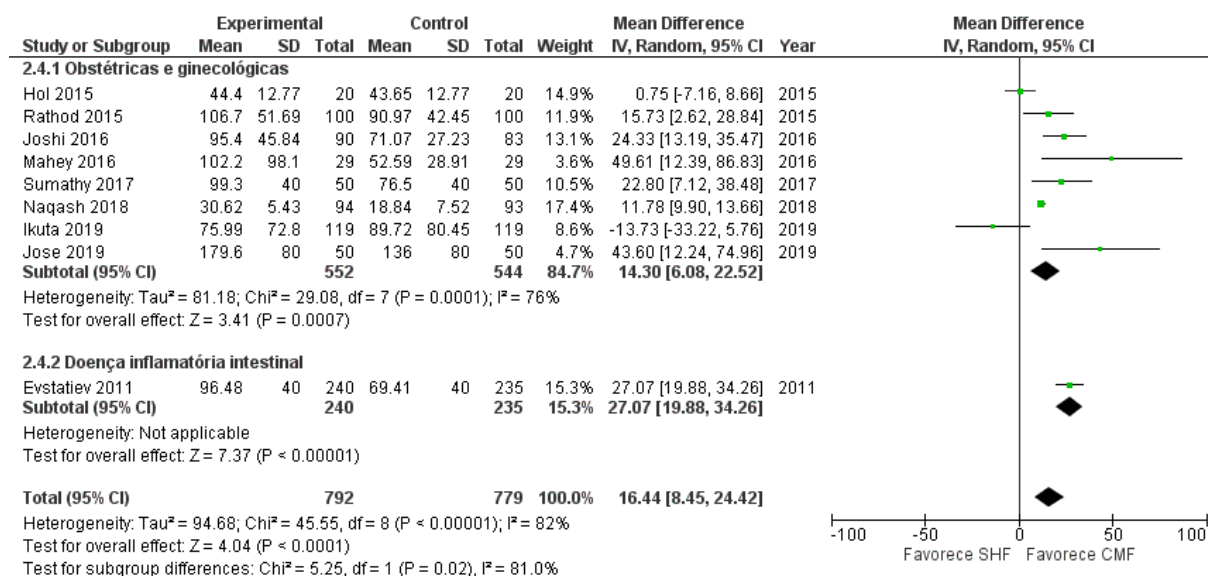 Experimental Control Mean Difference Mean Difference
Study or Subgroup Mean SD Total Mean SD Total Weight IV, Random, 95% CI Year IV, Random, 95% CI
2.4.1 Obstétricas e ginecológicas
Hol 2015 44.4 12.77 20 43.65 12.77 20 14.9% 0.75 [-7.16, 8.66] 2015
Rathod 2015 106.7 51.69 100 90.97 42.45 100 11.9% 15.73 [2.62, 28.84] 2015
Joshi 2016 95.4 45.84 90 71.07 27.23 83 13.1% 24.33 [13.19, 35.47] 2016
Mahey 2016 102.2 98.1 29 52.59 28.91 29 3.6% 49.61 [12.39, 86.83] 2016
Sumathy 2017 99.3 40 50 76.5 40 50 10.5% 22.80 [7.12, 38.48] 2017
Naqash 2018 30.62 5.43 94 18.84 7.52 93 17.4% 11.78 [9.90, 13.66] 2018
Ikuta 2019 75.99 72.8 119 89.72 80.45 119 8.6% -13.73 [-33.22, 5.76] 2019
Jose 2019 179.6 80 50 136 80 50 4.7% 43.60 [12.24, 74.96] 2019
Subtotal (95% CI) 552 544 84.7% 14.30 [6.08, 22.52]
Heterogeneity: Tau² = 81.18; Chi² = 29.08, df = 7 (P = 0.0001); I² = 76%
Test for overall effect: Z = 3.41 (P = 0.0007)
2.4.2 Doença inflamatória intestinal
Evstatiev 2011 96.48 40 240 69.41 40 235 15.3% 27.07 [19.88, 34.26] 2011
Subtotal (95% CI) 240 235 15.3% 27.07 [19.88, 34.26]
Heterogeneity: Not applicable
Test for overall effect: Z = 7.37 (P < 0.00001)
Total (95% CI) 792 779 100.0% 16.44 [8.45, 24.42]
Heterogeneity: Tau² = 94.68; Chi² = 45.55, df = 8 (P < 0.00001); I² = 82%
Test for overall effect: Z = 4.04 (P < 0.0001)
Test for subgroup differences: Chi² = 5.25, df = 1 (P = 0.02), I² = 81.0%
-100 -50 0 50 100
Favorece SHF Favorece CMF